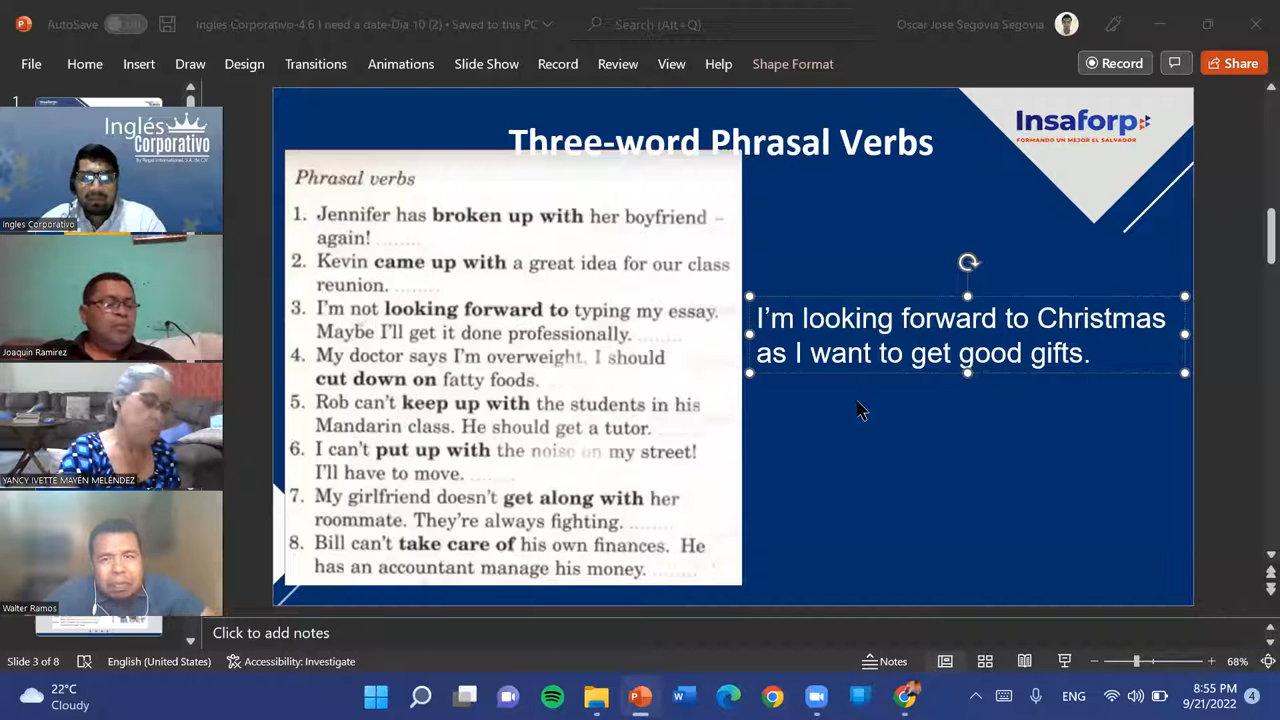 AutoSave
Off
Ingles Corporativo-4.6 I need a date-Dia 10 (2) • Saved to this PC
Search (Alt+Q)
Oscar Jose Segovia Segovia
File
Home
Insert
Draw
Design
Transitions
Animations
Slide Show
Record
Review
View
Help
Shape Format
Record
Share
1
Inglés
Corporativo
Ingles Corporativo
Joaquin Ramirez
YANCY IVETTE MAYEN MELENDEZ
Walter Ramos
Three-word Phrasal Verbs
Insaforp
FORMANDO UN MEJOR EL SALVADOR
Phrasal verbs
1. Jennifer has broken up with her boyfriend –
again! ........
2. Kevin came up with a great idea for our class
reunion. ........
3. I'm not looking forward to typing my essay.
Maybe I'll get it done professionally. ........
4. My doctor says I'm overweight. I should
cut down on fatty foods.
5. Rob can't keep up with the students in his
Mandarin class. He should get a tutor.
6. I can't put up with the noise on my street!
I'll have to move.
7. My girlfriend doesn't get along with her
roommate. They're always fighting. ........
8. Bill can't take care of his own finances. He
has an accountant manage his money. ........
I'm looking forward to Christmas
as I want to get good gifts.
Click to add notes
Slide 3 of 8
English (United States)
Accessibility: Investigate
Notes
68%
22°C
Cloudy
ENG
8:55 PM
9/21/2022
4